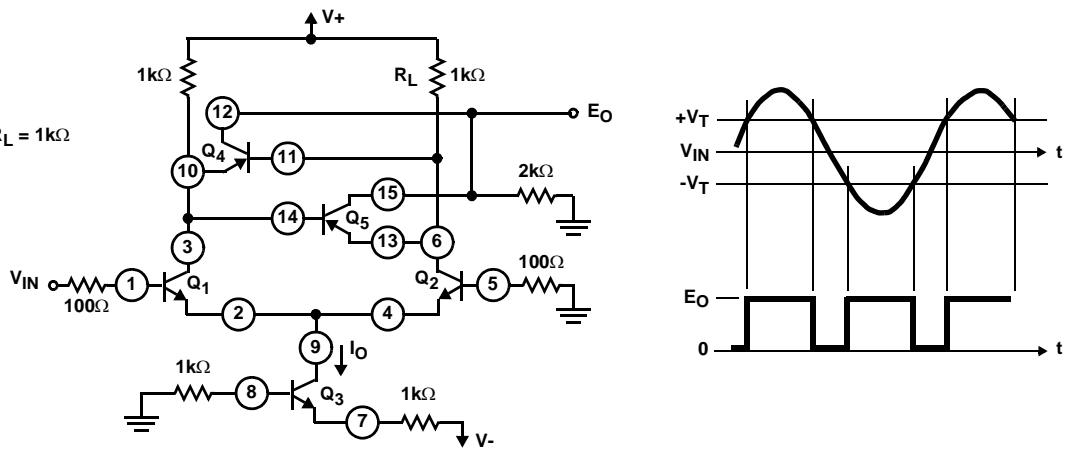 V+
1kΩ
R_L 1kΩ
12
E_O
R_L = 1kΩ
Q_4
11
10
15
2kΩ
14
Q_5
3
13
6
V_IN
1
Q_1
Q_2
5
100Ω
100Ω
2
4
9
I_O
1kΩ
8
Q_3
1kΩ
7
V-
+V_T
V_IN
t
-V_T
E_O
0
t